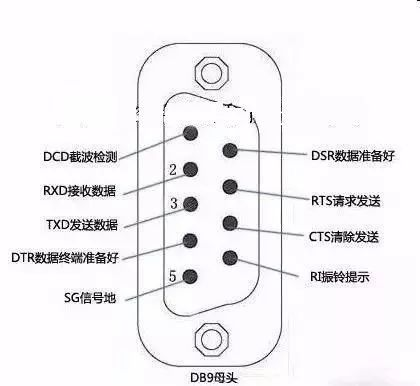 DCD截波检测
DSR数据准备好
2
RXD接收数据
RTS请求发送
3
TXD发送数据
CTS清除发送
DTR数据终端准备好
5
RI振铃提示
SG信号地
DB9母头